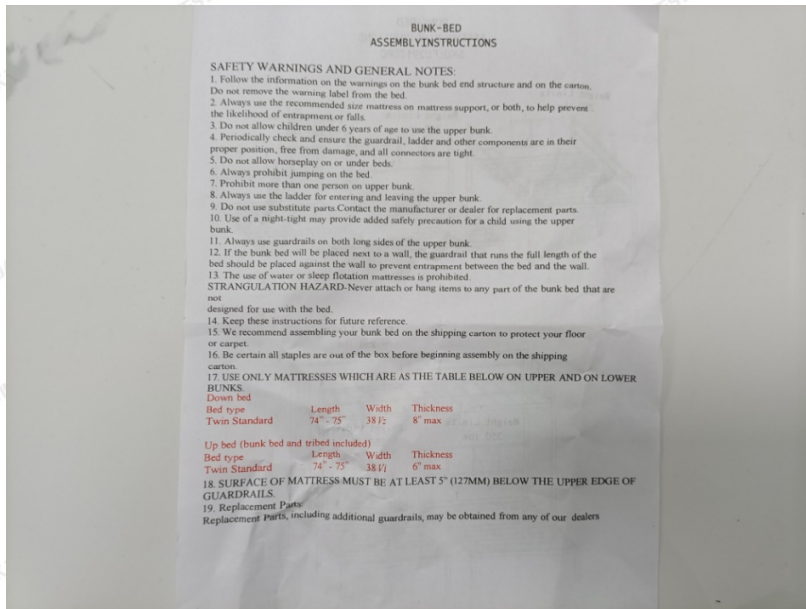 BUNK-BED
ASSEMBLYINSTRUCTIONS
SAFETY WARNINGS AND GENERAL NOTES:
1. Follow the information on the warnings on the bunk bed end structure and on the carton.
Do not remove the warning label from the bed.
2. Always use the recommended size mattress on mattress support, or both, to help prevent
the likelihood of entrapment or falls.
3. Do not allow children under 6 years of age to use the upper bunk.
4. Periodically check and ensure the guardrail, ladder and other components are in their
proper position, free from damage, and all connectors are tight.
5. Do not allow horseplay on or under beds.
6. Always prohibit jumping on the bed.
7. Prohibit more than one person on upper bunk.
8. Always use the ladder for entering and leaving the upper bunk.
9. Do not use substitute parts.Contact the manufacturer or dealer for replacement parts.
10. Use of a night-tight may provide added safely precaution for a child using the upper
bunk.
11. Always use guardrails on both long sides of the upper bunk.
12. If the bunk bed will be placed next to a wall, the guardrail that runs the full length of the
bed should be placed against the wall to prevent entrapment between the bed and the wall.
13. The use of water or sleep flotation mattresses is prohibited.
STRANGULATION HAZARD-Never attach or hang items to any part of the bunk bed that are
not
designed for use with the bed.
14. Keep these instructions for future reference.
15. We recommend assembling your bunk bed on the shipping carton to protect your floor
or carpet.
16. Be certain all staples are out of the box before beginning assembly on the shipping
carton.
17. USE ONLY MATTRESSES WHICH ARE AS THE TABLE BELOW ON UPPER AND ON LOWER
BUNKS.
Down bed
Bed type Length Width Thickness
Twin Standard 74" - 75" 38 1/2 8" max
Up bed (bunk bed and tribed included)
Bed type Length Width Thickness
Twin Standard 74" - 75" 38 6" max
18. SURFACE OF MATTRESS MUST BE AT LEAST 5" (127MM) BELOW THE UPPER EDGE OF
GUARDRAILS.
19. Replacement Parts
Replacement Parts, including additional guardrails, may be obtained from any of our dealers